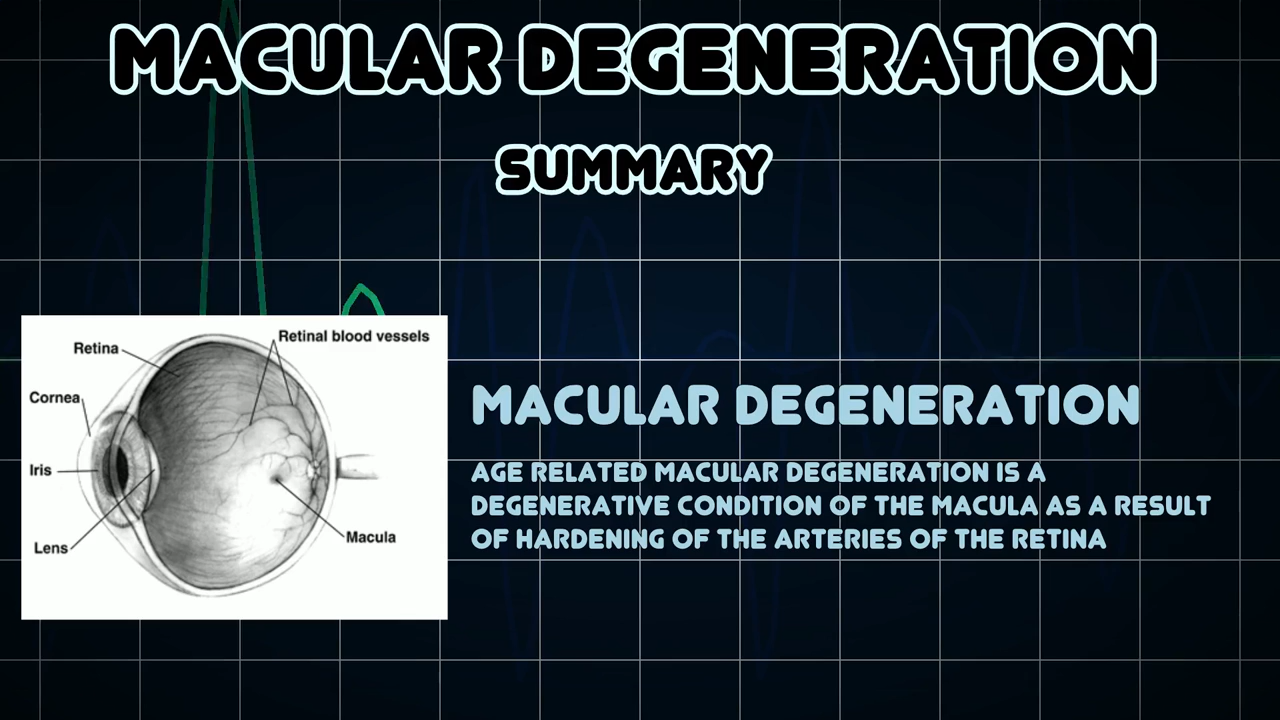 MACULAR DEGENERATION
SUMMARY
Retinal blood vessels
Retina
Cornea
Iris
Lens
Macula
MACULAR DEGENERATION
AGE RELATED MACULAR DEGENERATION IS A
DEGENERATIVE CONDITION OF THE MACULA AS A RESULT
OF HARDENING OF THE ARTERIES OF THE RETINA